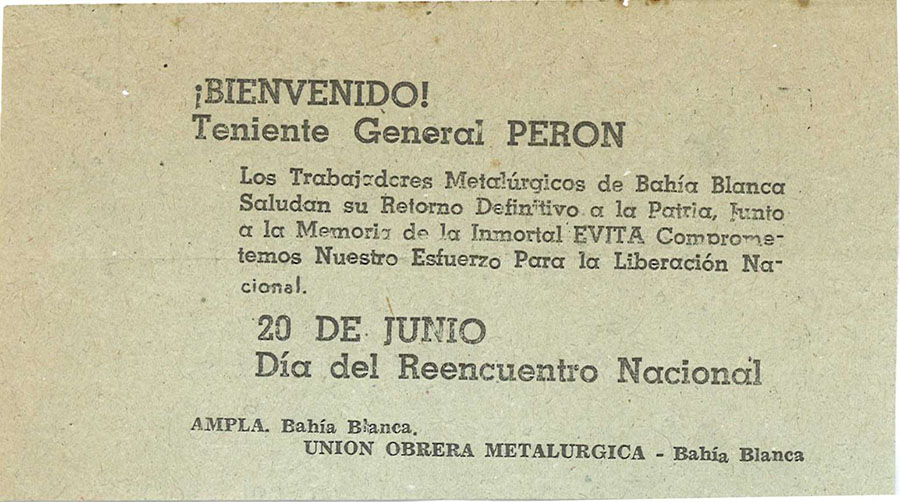 ¡BIENVENIDO!
Teniente General PERON
Los Trabajadores Metalúrgicos de Bahía Blanca
Saludan su Retorno Definitivo a la Patria, Junto
a la Memoria de la Inmortal EVITA Comprome-
temos Nuestro Esfuerzo Para la Liberación Na-
cional.
20 DE JUNIO
Día del Reencuentro Nacional
AMPLA. Bahía Blanca.
UNION OBRERA METALURGICA - Bahía Blanca